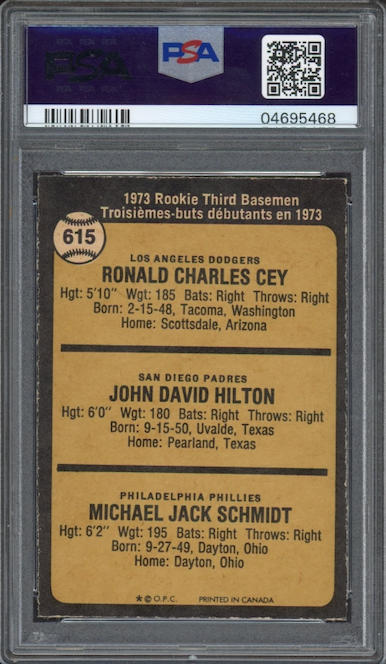 PSA
PSA
04695468
1973 Rookie Third Basemen
Troisièmes-buts débutants en 1973
615
LOS ANGELES DODGERS
RONALD CHARLES CEY
Hgt: 5'10" Wgt: 185 Bats: Right Throws: Right
Born: 2-15-48, Tacoma, Washington
Home: Scottsdale, Arizona
SAN DIEGO PADRES
JOHN DAVID HILTON
Hgt: 6'0" Wgt: 180 Bats: Right Throws: Right
Born: 9-15-50, Uvalde, Texas
Home: Pearland, Texas
PHILADELPHIA PHILLIES
MICHAEL JACK SCHMIDT
Hgt: 6'2" Wgt: 195 Bats: Right Throws: Right
Born: 9-27-49, Dayton, Ohio
Home: Dayton, Ohio
* © O.P.C. PRINTED IN CANADA